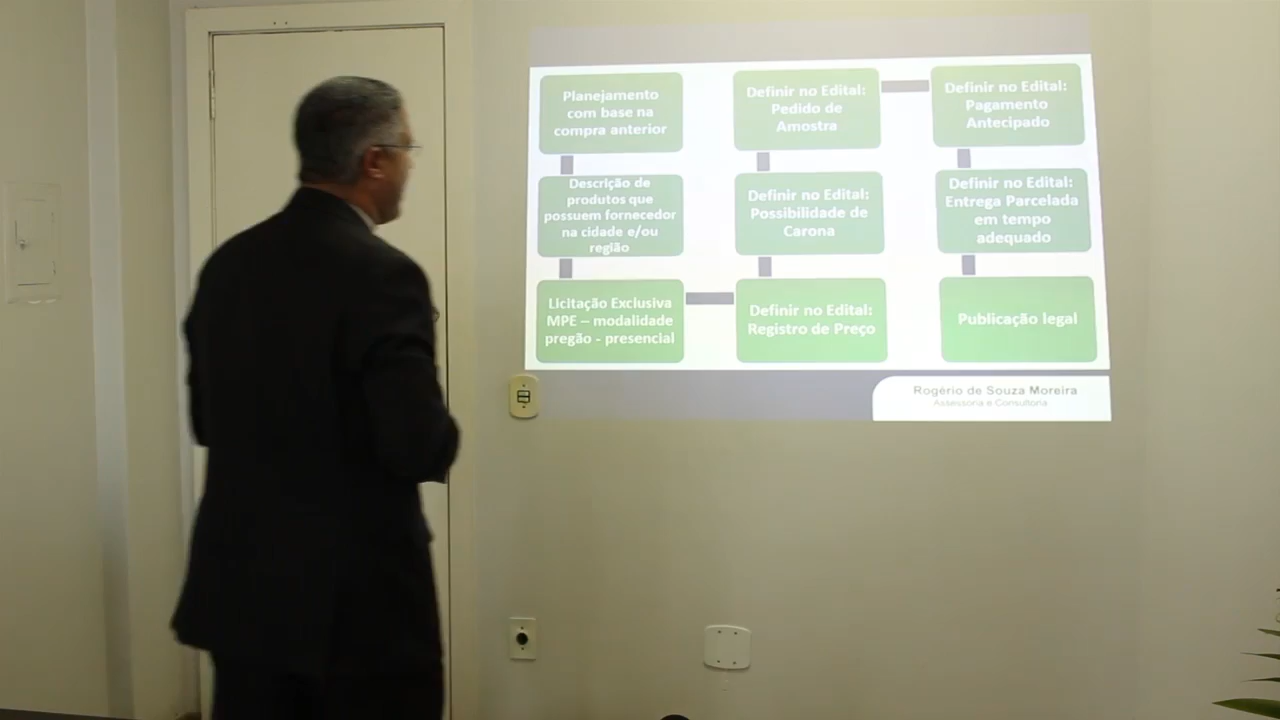 Planejamento
com base na
compra anterior
Descrição de
produtos que
possuem fornecedor
na cidade e/ou
região
Licitação Exclusiva
MPE – modalidade
pregão - presencial
Definir no Edital:
Pedido de
Amostra
Definir no Edital:
Possibilidade de
Carona
Definir no Edital:
Registro de Preço
Definir no Edital:
Pagamento
Antecipado
Definir no Edital:
Entrega Parcelada
em tempo
adequado
Publicação legal
Rogério de Souza Moreira
Assessoria e Consultoria